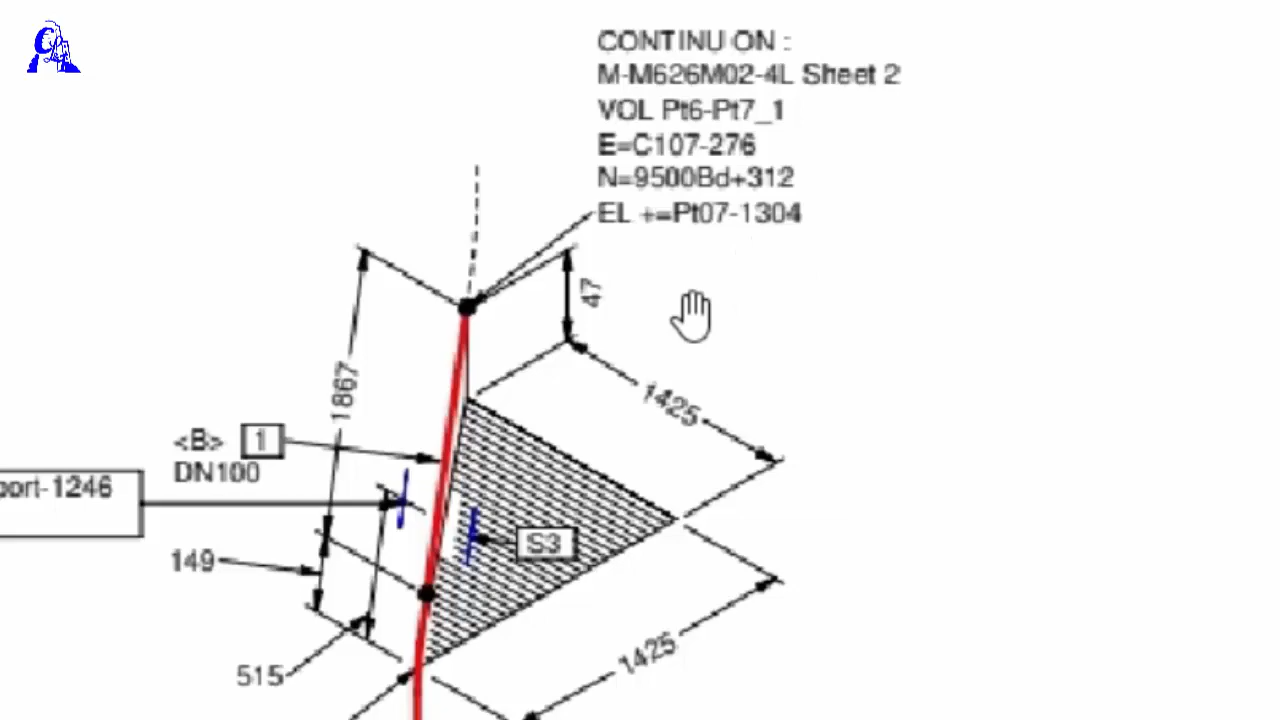 CONTINU ON :
M-M626M02-4L Sheet 2
VOL Pt6-Pt7_1
E=C107-276
N=9500Bd+312
EL +=Pt07-1304
47
1425
1867
<B> 1
DN100
port-1246
S3
149
1425
515